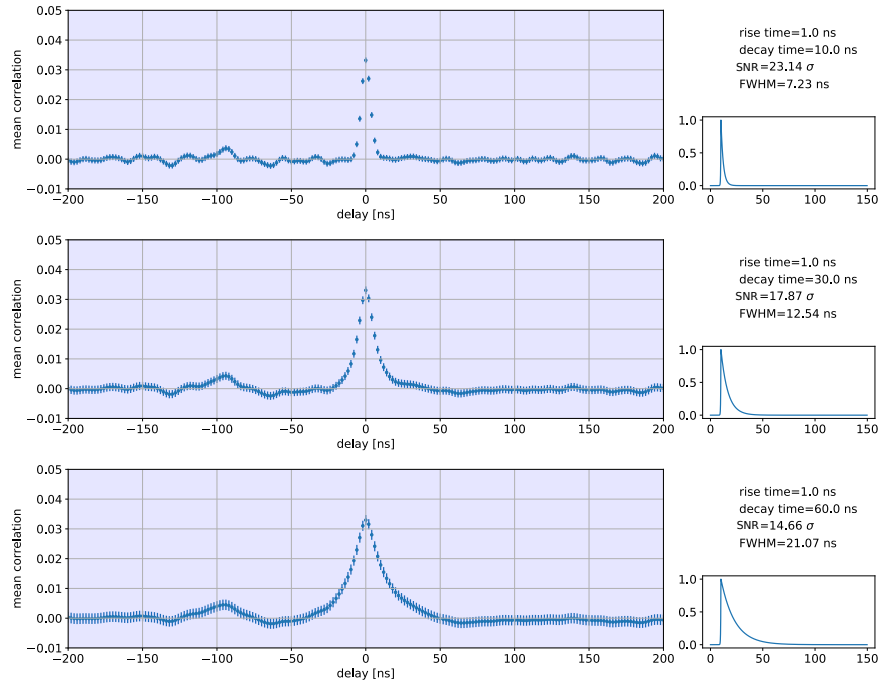 0.05
0.04
0.03
0.02
0.01
0.00
−0.01
mean correlation
−200 −150 −100 −50 0 50 100 150 200
delay [ns]
rise time=1.0 ns
decay time=10.0 ns
SNR=23.14 σ
FWHM=7.23 ns
1.0
0.5
0.0
0 50 100 150
0.05
0.04
0.03
0.02
0.01
0.00
−0.01
mean correlation
−200 −150 −100 −50 0 50 100 150 200
delay [ns]
rise time=1.0 ns
decay time=30.0 ns
SNR=17.87 σ
FWHM=12.54 ns
1.0
0.5
0.0
0 50 100 150
0.05
0.04
0.03
0.02
0.01
0.00
−0.01
mean correlation
−200 −150 −100 −50 0 50 100 150 200
delay [ns]
rise time=1.0 ns
decay time=60.0 ns
SNR=14.66 σ
FWHM=21.07 ns
1.0
0.5
0.0
0 50 100 150